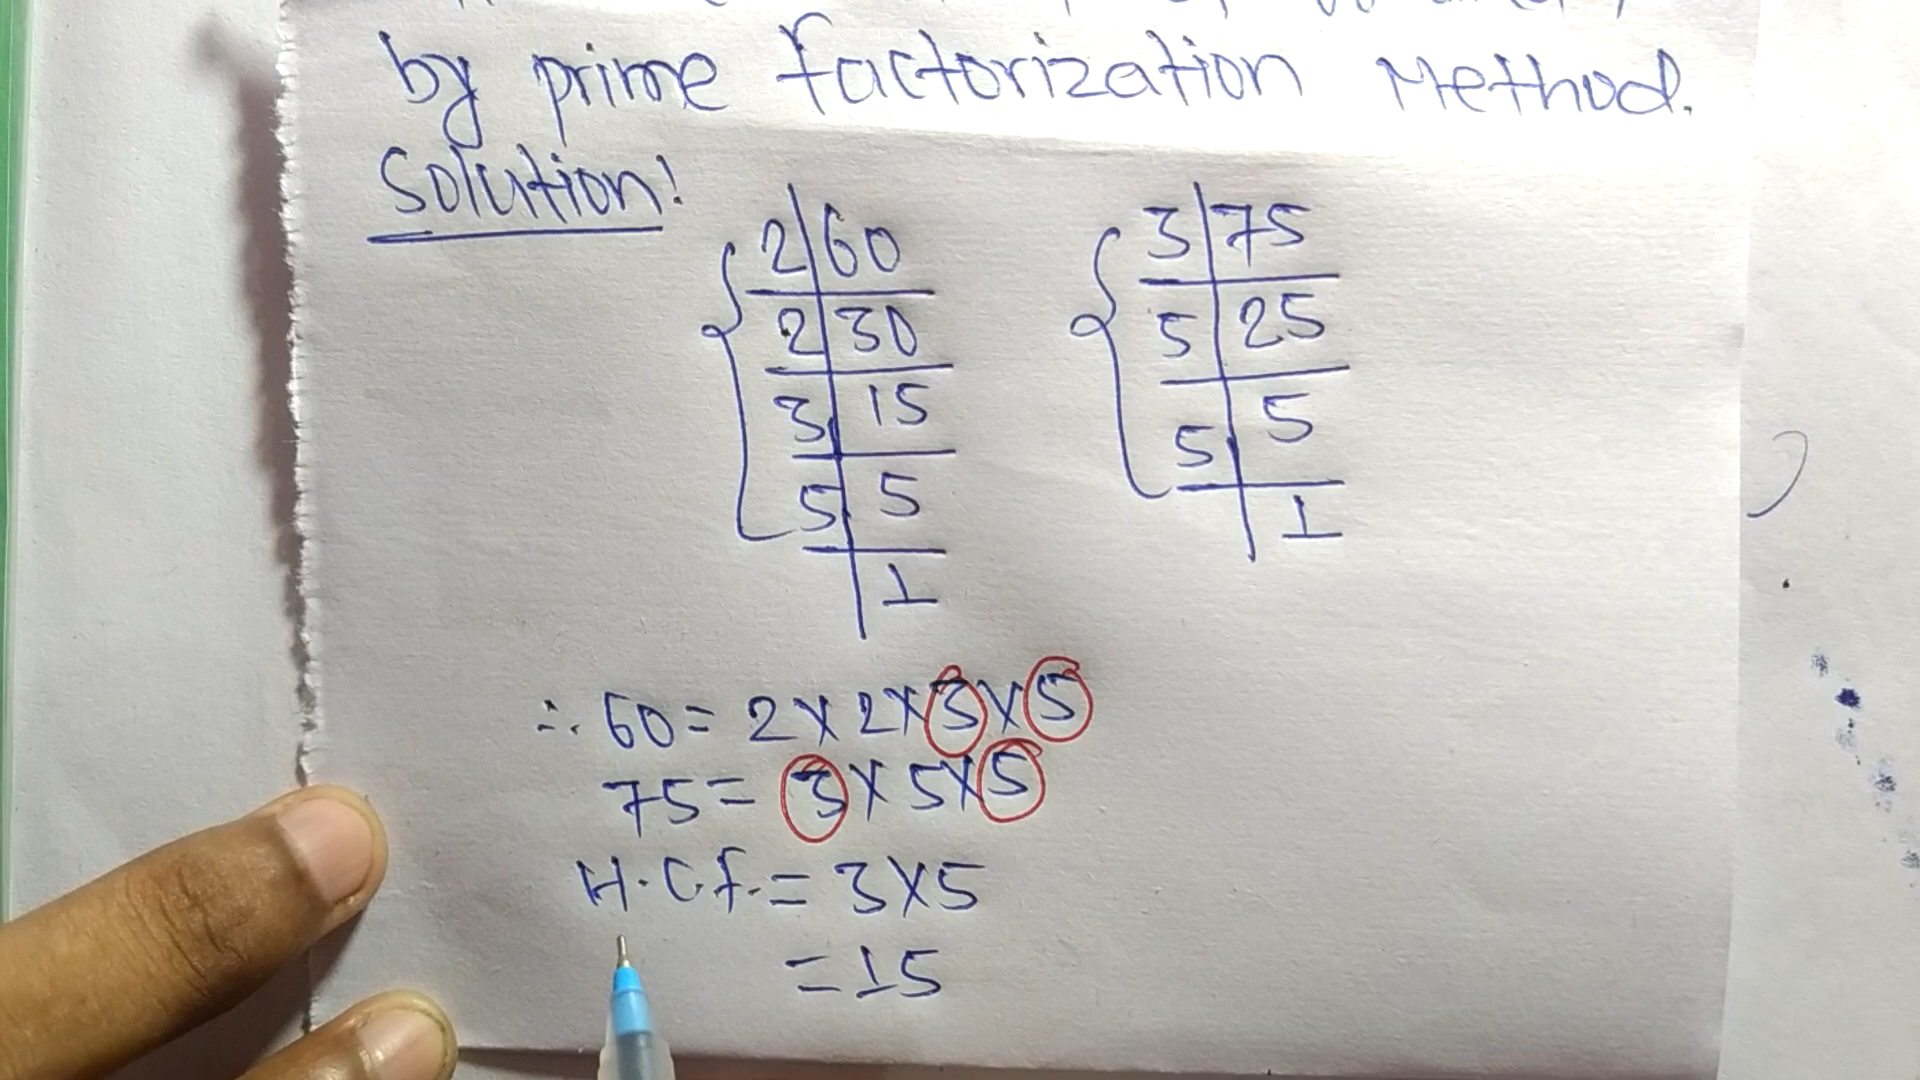 by prime factorization Method.
Solution:
2 60
2 30
3 15
5 5
1
3 75
5 25
5 5
1
∴ 60 = 2 × 2 × 3 × 5
75 = 3 × 5 × 5
H.C.f. = 3 × 5
= 15